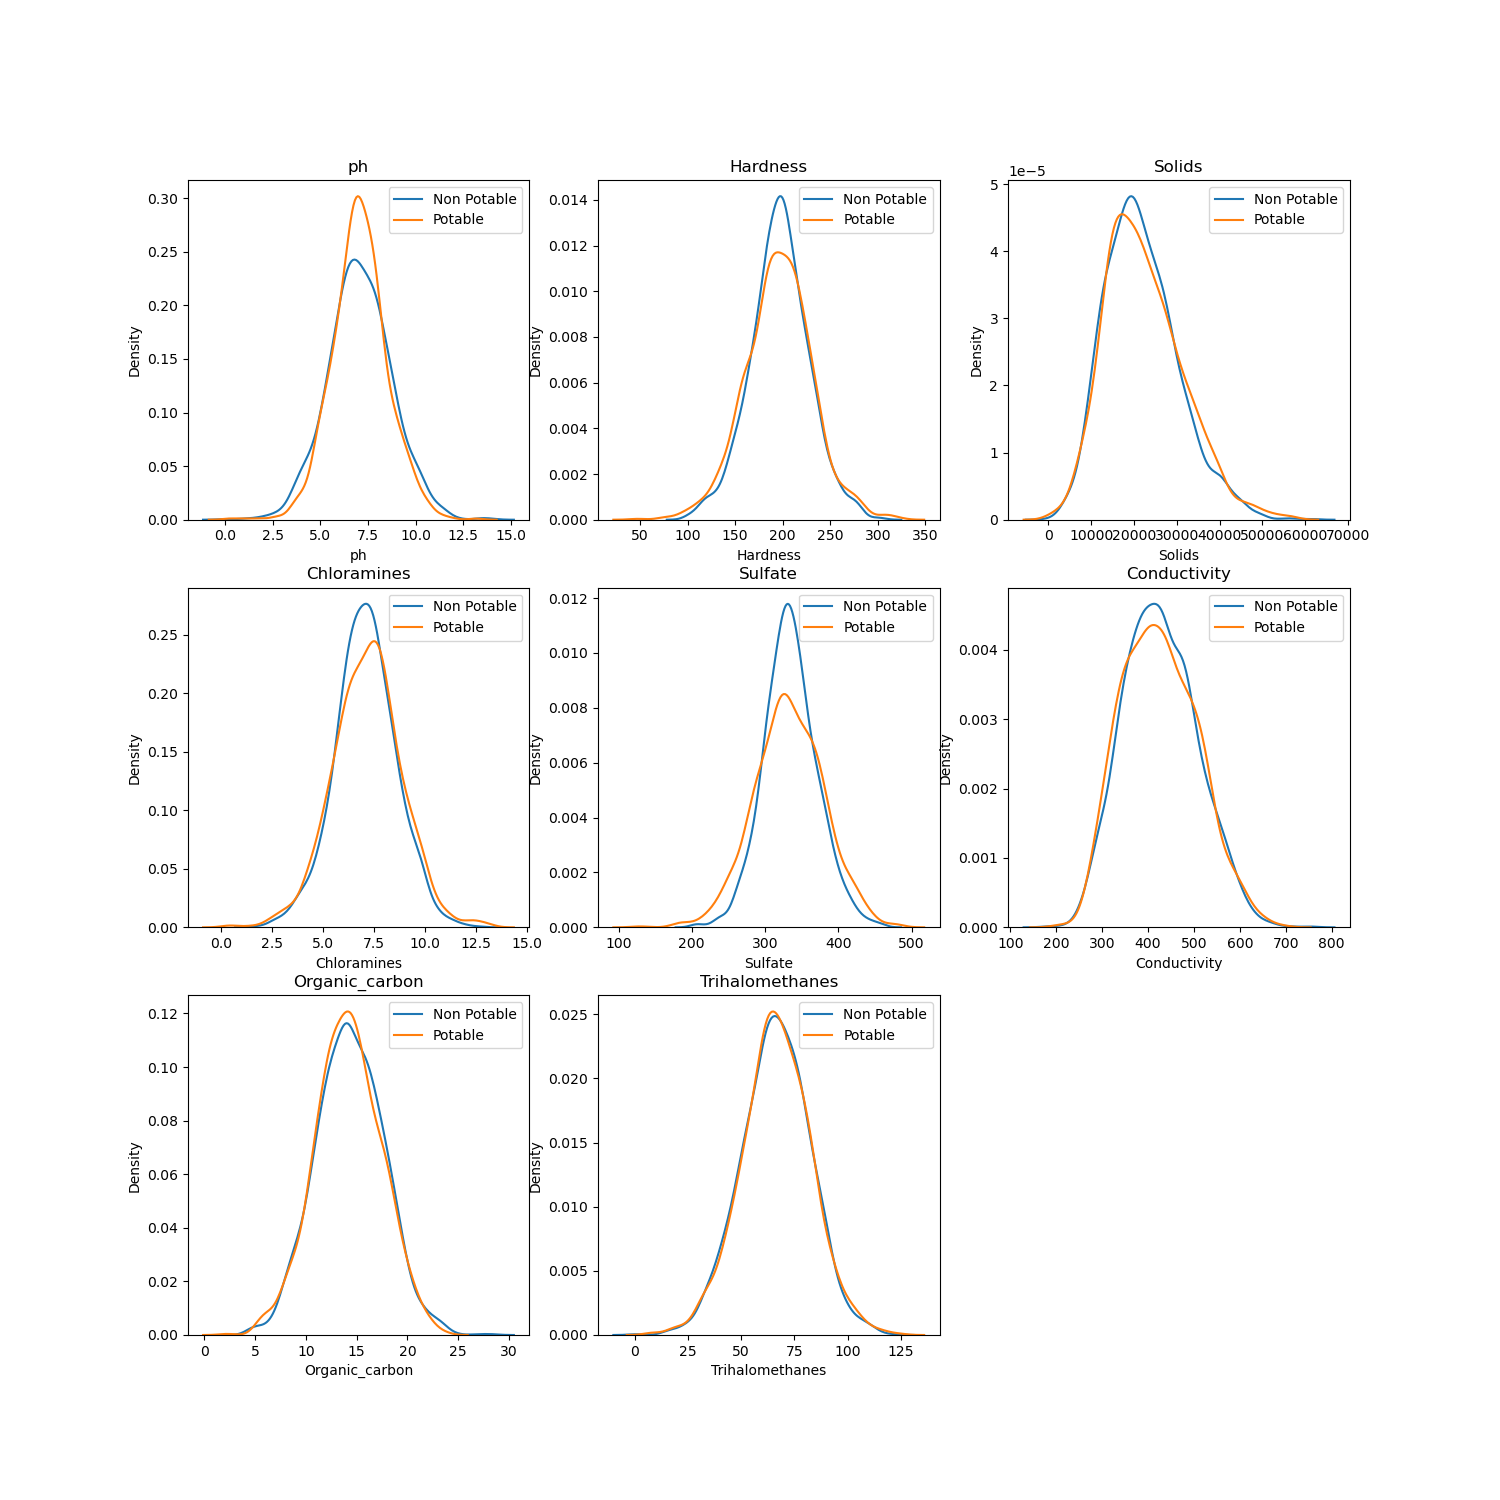 ph
Non Potable
Potable
0.30
0.25
0.20
0.15
0.10
0.05
0.00
Density
0.0 2.5 5.0 7.5 10.0 12.5 15.0
ph
Hardness
Non Potable
Potable
0.014
0.012
0.010
0.008
0.006
0.004
0.002
0.000
Density
50 100 150 200 250 300 350
Hardness
Solids
1e−5
Non Potable
Potable
5
4
3
2
1
0
Density
0 10000 20000 30000 40000 50000 60000 70000
Solids
Chloramines
Non Potable
Potable
0.25
0.20
0.15
0.10
0.05
0.00
Density
0.0 2.5 5.0 7.5 10.0 12.5 15.0
Chloramines
Sulfate
Non Potable
Potable
0.012
0.010
0.008
0.006
0.004
0.002
0.000
Density
100 200 300 400 500
Sulfate
Conductivity
Non Potable
Potable
0.004
0.003
0.002
0.001
0.000
Density
100 200 300 400 500 600 700 800
Conductivity
Organic_carbon
Non Potable
Potable
0.12
0.10
0.08
0.06
0.04
0.02
0.00
Density
0 5 10 15 20 25 30
Organic_carbon
Trihalomethanes
Non Potable
Potable
0.025
0.020
0.015
0.010
0.005
0.000
Density
0 25 50 75 100 125
Trihalomethanes